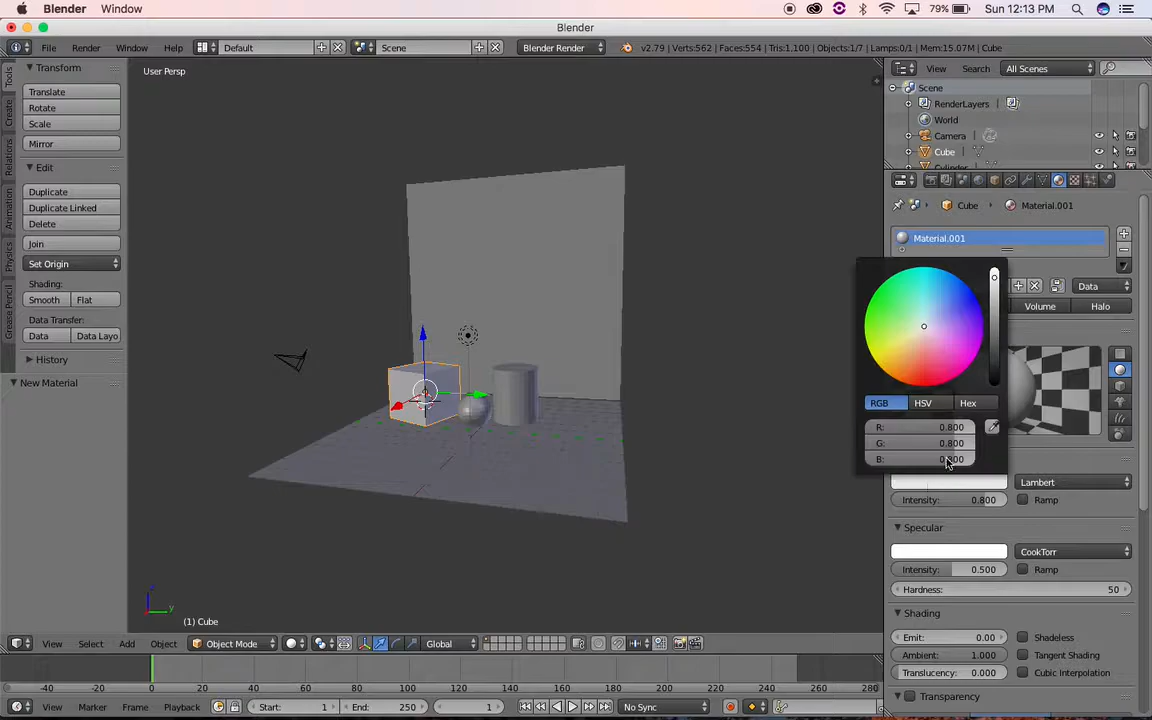 Blender Window 79% Sun 12:13 PM
Blender
File Render Window Help Default Scene Blender Render v2.79 | Verts:562 | Faces:554 | Tris:1,100 | Objects:1/7 | Lamps:0/1 | Mem:15.07M | Cube
Transform
Translate
Rotate
Scale
Mirror
Edit
Duplicate
Duplicate Linked
Delete
Join
Set Origin
Shading:
Smooth Flat
Data Transfer:
Data Data Layo
History
New Material
Tools
Create
Relations
Animation
Physics
Grease Pencil
User Persp
(1) Cube
z
y
View Search All Scenes
Scene
RenderLayers
World
Camera
Cube
Cube Material.001
Material.001
Data
Volume Halo
RGB HSV Hex
R: 0.800
G: 0.800
B: 0.800
Lambert
Intensity: 0.800 Ramp
Specular
CookTorr
Intensity: 0.500 Ramp
Hardness: 50
Shading
Emit: 0.00 Shadeless
Ambient: 1.000 Tangent Shading
Translucency: 0.000 Cubic Interpolation
Transparency
View Select Add Object Object Mode Global
-40 -20 0 20 40 60 80 100 120 140 160 180 200 220 240 260 280
View Marker Frame Playback Start: 1 End: 250 1 No Sync